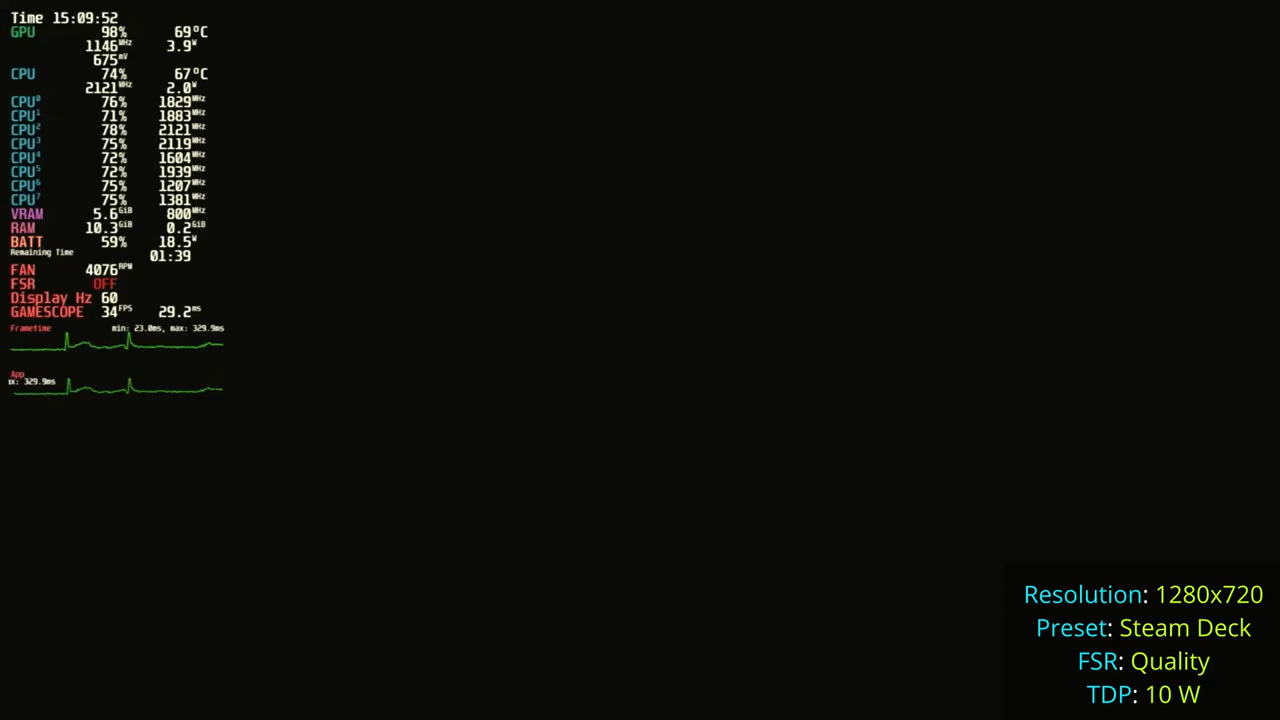 Time 15:09:52
GPU 98% 69°C
1146MHz 3.9W
675mV
CPU 74% 67°C
2121MHz 2.0W
CPU0 76% 1829MHz
CPU1 71% 1883MHz
CPU2 78% 2121MHz
CPU3 75% 2119MHz
CPU4 72% 1604MHz
CPU5 72% 1939MHz
CPU6 75% 1207MHz
CPU7 75% 1381MHz
VRAM 5.6GiB 800MHz
RAM 10.3GiB 0.2GiB
BATT 59% 18.5W
Remaining Time 01:39
FAN 4076RPM
FSR OFF
Display Hz 60
GAMESCOPE 34FPS 29.2ms
Frametime min: 23.0ms, max: 329.9ms
App
x: 329.9ms
Resolution: 1280x720
Preset: Steam Deck
FSR: Quality
TDP: 10 W